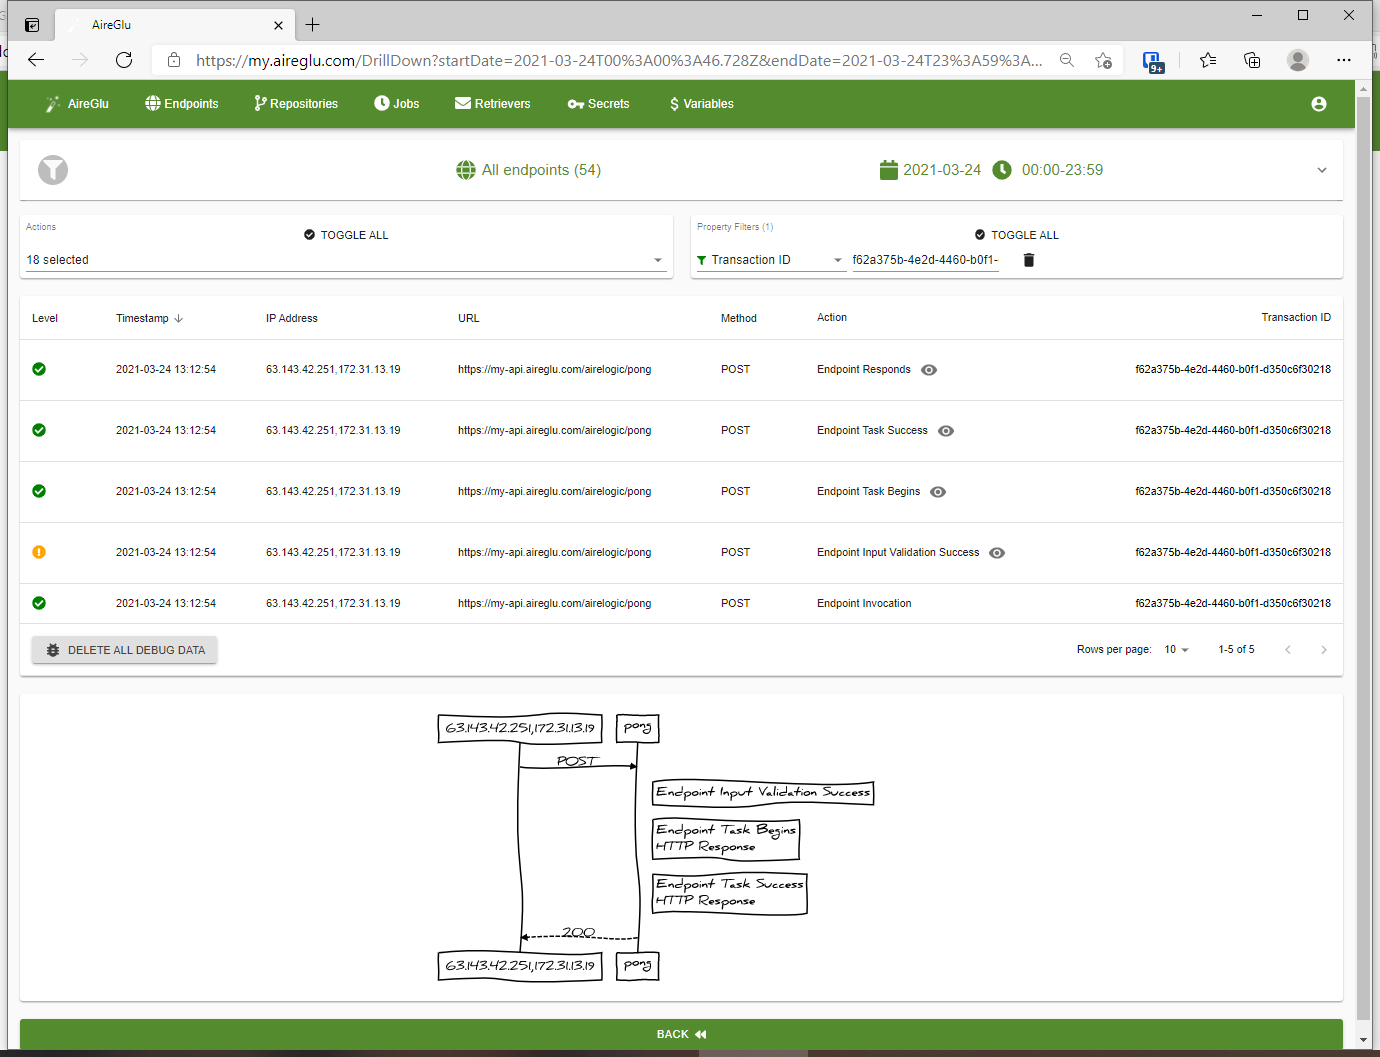 AireGlu
https://my.aireglu.com/DrillDown?startDate=2021-03-24T00%3A00%3A46.728Z&endDate=2021-03-24T23%3A59%3A...
9+
AireGlu Endpoints Repositories Jobs Retrievers Secrets $ Variables
All endpoints (54) 2021-03-24 00:00-23:59
Actions
TOGGLE ALL
18 selected
Property Filters (1)
TOGGLE ALL
Transaction ID f62a375b-4e2d-4460-b0f1-
Level Timestamp IP Address URL Method Action Transaction ID
2021-03-24 13:12:54 63.143.42.251,172.31.13.19 https://my-api.aireglu.com/airelogic/pong POST Endpoint Responds f62a375b-4e2d-4460-b0f1-d350c6f30218
2021-03-24 13:12:54 63.143.42.251,172.31.13.19 https://my-api.aireglu.com/airelogic/pong POST Endpoint Task Success f62a375b-4e2d-4460-b0f1-d350c6f30218
2021-03-24 13:12:54 63.143.42.251,172.31.13.19 https://my-api.aireglu.com/airelogic/pong POST Endpoint Task Begins f62a375b-4e2d-4460-b0f1-d350c6f30218
2021-03-24 13:12:54 63.143.42.251,172.31.13.19 https://my-api.aireglu.com/airelogic/pong POST Endpoint Input Validation Success f62a375b-4e2d-4460-b0f1-d350c6f30218
2021-03-24 13:12:54 63.143.42.251,172.31.13.19 https://my-api.aireglu.com/airelogic/pong POST Endpoint Invocation f62a375b-4e2d-4460-b0f1-d350c6f30218
DELETE ALL DEBUG DATA Rows per page: 10 1-5 of 5
63.143.42.251,172.31.13.19 pong
POST
Endpoint Input Validation Success
Endpoint Task Begins
HTTP Response
Endpoint Task Success
HTTP Response
200
63.143.42.251,172.31.13.19 pong
BACK